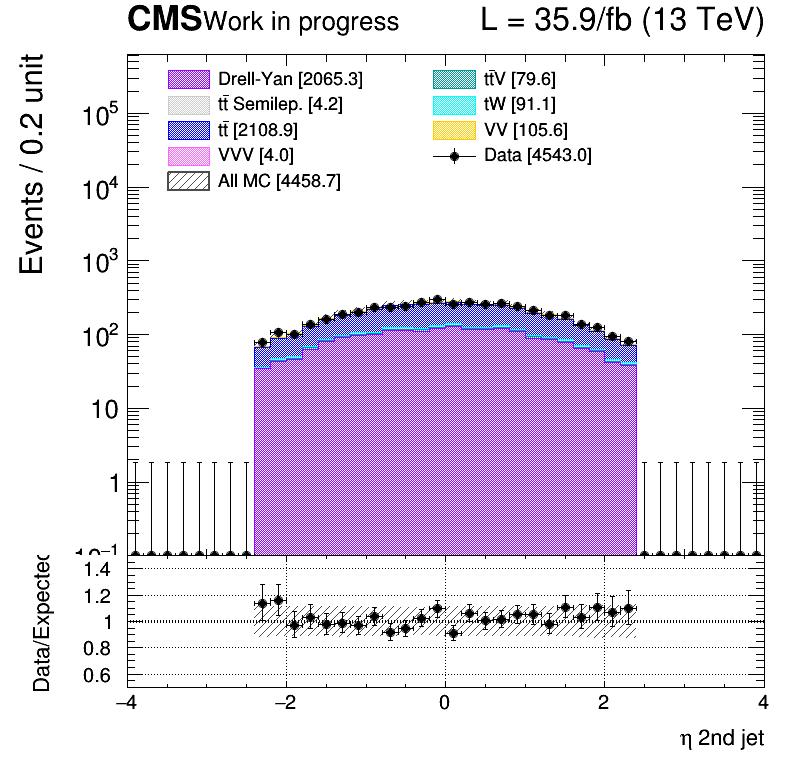 CMS Work in progress L = 35.9/fb (13 TeV)
Events / 0.2 unit
Drell-Yan [2065.3]
tt̄ Semilep. [4.2]
tt̄ [2108.9]
VVV [4.0]
All MC [4458.7]
tt̄V [79.6]
tW [91.1]
VV [105.6]
Data [4543.0]
10⁵
10⁴
10³
10²
10
1
10⁻¹
Data/Expected
1.4
1.2
1
0.8
0.6
−4 −2 0 2 4
η 2nd jet